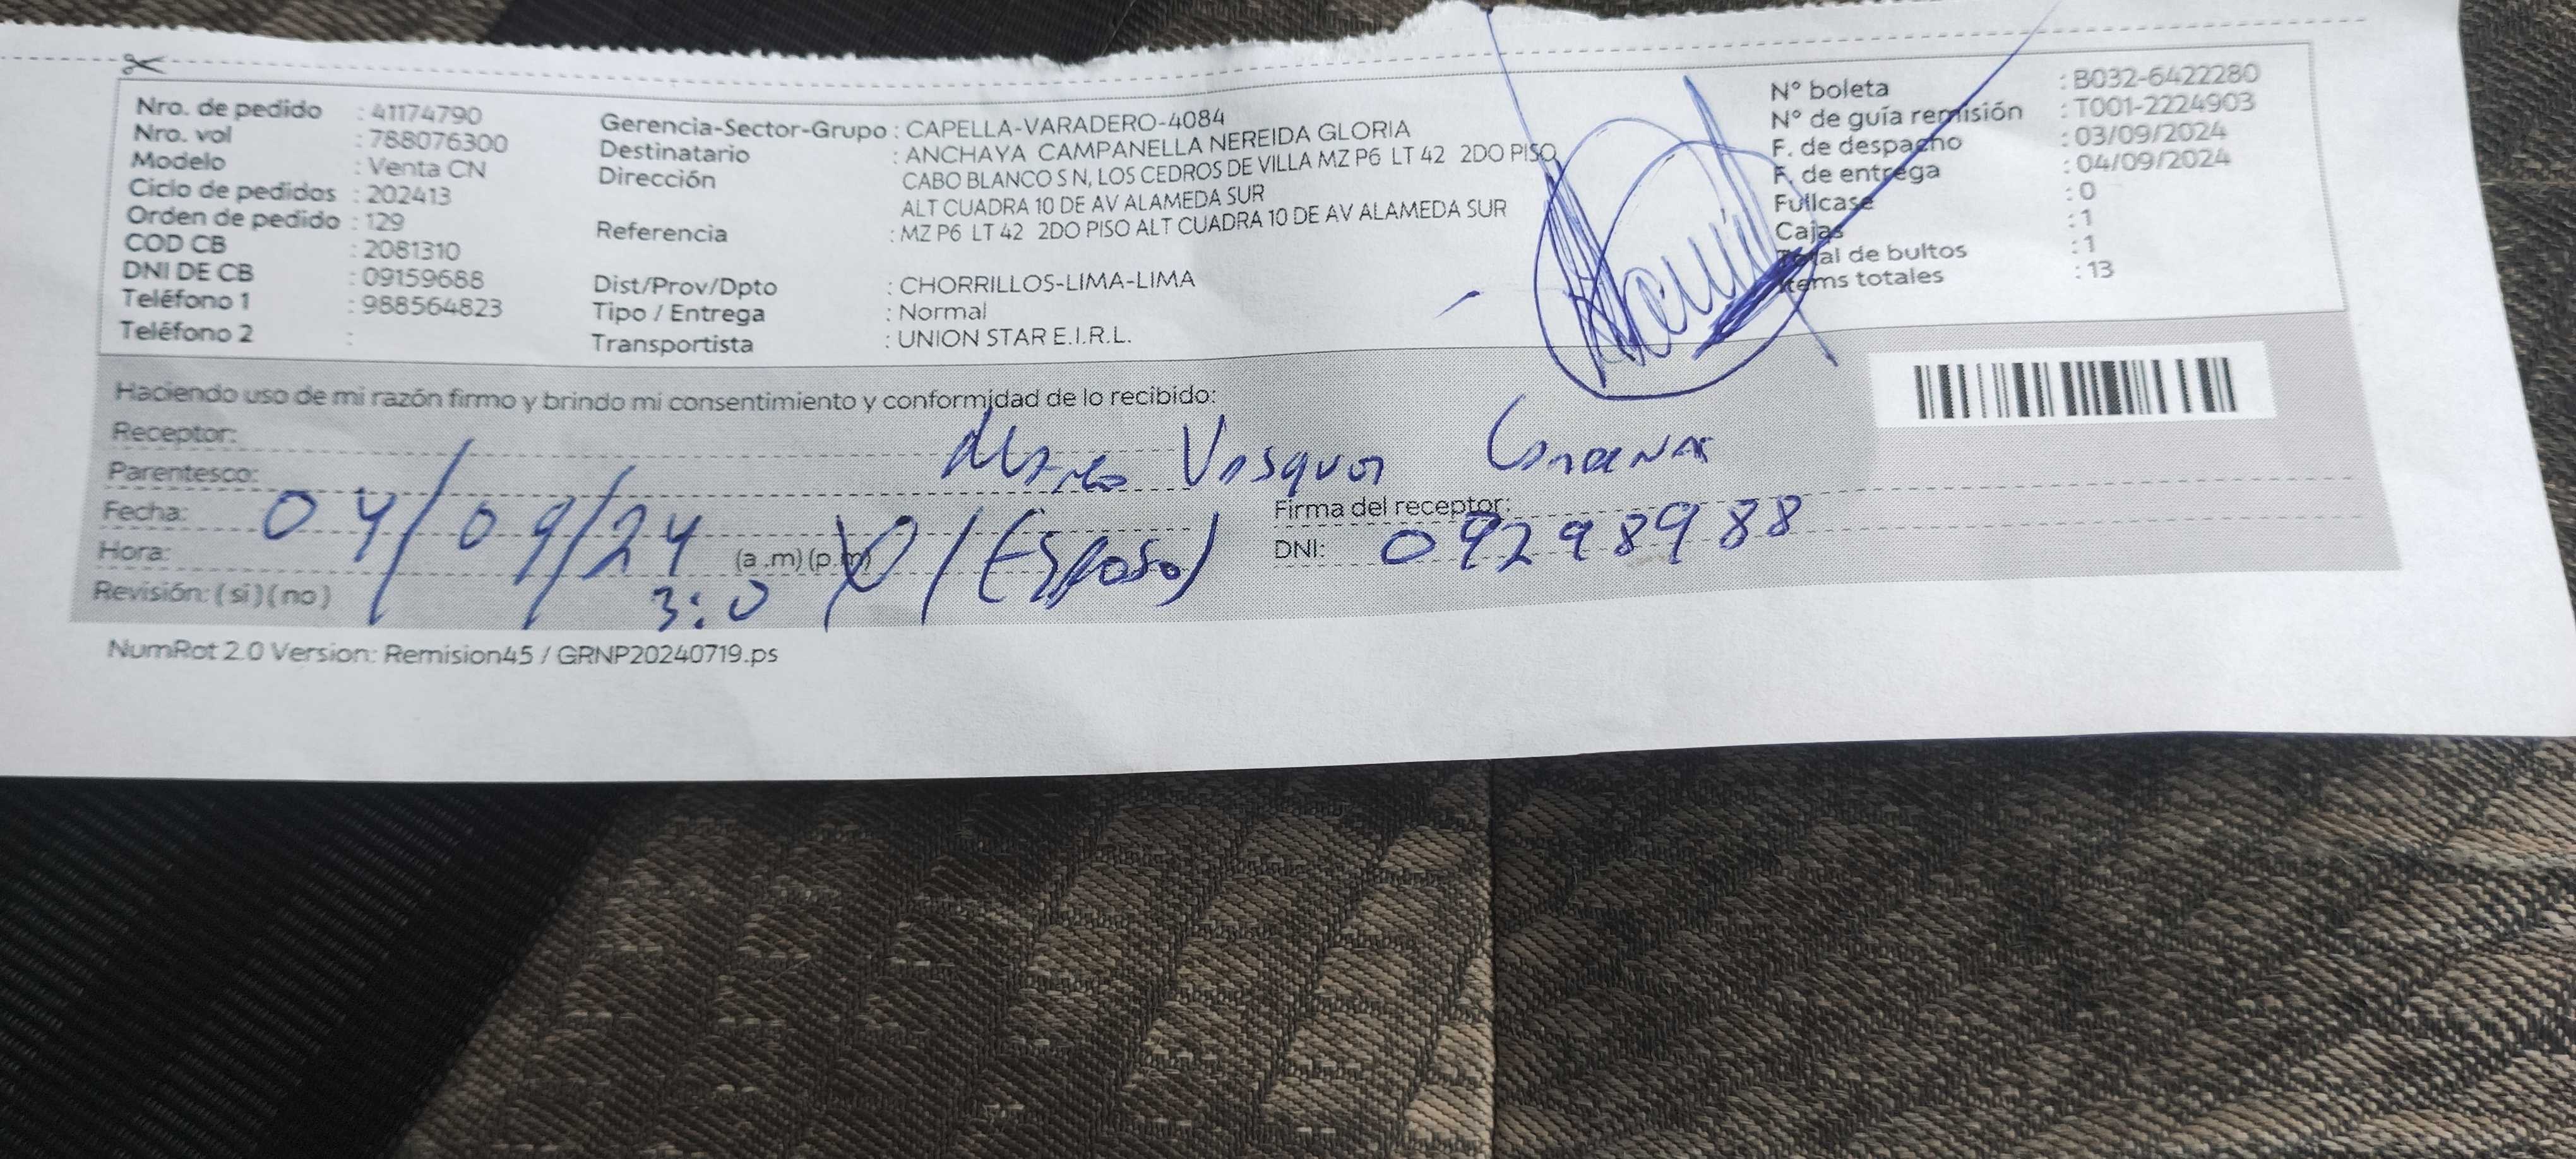 Nro. de pedido : 41174790
Nro. vol : 788076300
Modelo : Venta CN
Ciclo de pedidos : 202413
Orden de pedido : 129
COD CB : 2081310
DNI DE CB : 09159688
Teléfono 1 : 988564823
Teléfono 2 :
Gerencia-Sector-Grupo : CAPELLA-VARADERO-4084
Destinatario : ANCHAYA CAMPANELLA NEREIDA GLORIA
Dirección CABO BLANCO S N, LOS CEDROS DE VILLA MZ P6 LT 42 2DO PISO
ALT CUADRA 10 DE AV ALAMEDA SUR
Referencia : MZ P6 LT 42 2DO PISO ALT CUADRA 10 DE AV ALAMEDA SUR
Dist/Prov/Dpto : CHORRILLOS-LIMA-LIMA
Tipo / Entrega : Normal
Transportista : UNION STAR E.I.R.L.
N° boleta : B032-6422280
N° de guía remisión : T001-2224903
F. de despacho : 03/09/2024
F. de entrega : 04/09/2024
Fullcase : 0
Cajas : 1
Total de bultos : 1
Items totales : 13
Haciendo uso de mi razón firmo y brindo mi consentimiento y conformidad de lo recibido:
Receptor:
Parentesco:
Fecha: 04/09/24
Hora: (a .m) (p.m)
(Esposo)
Revisión: ( si ) ( no )
Firma del receptor:
DNI: 09298988
NumRot 2.0 Version: Remision45 / GRNP20240719.ps